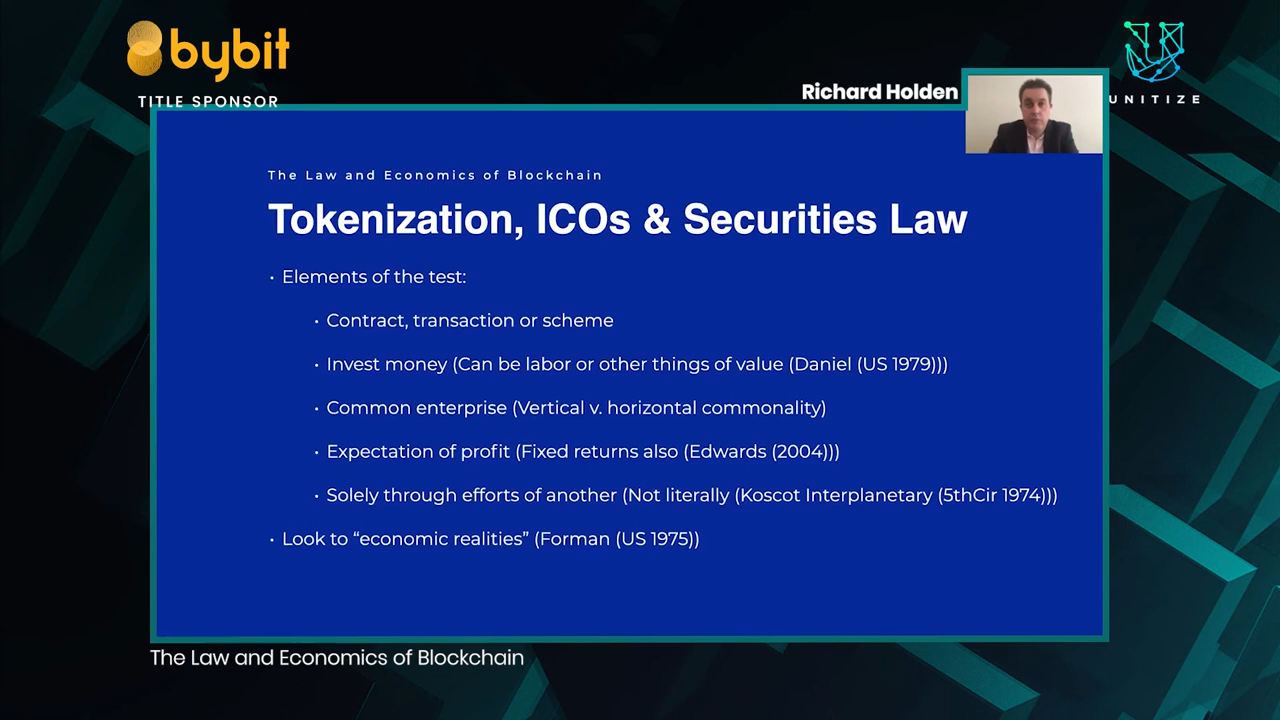 bybit
TITLE SPONSOR
Richard Holden
UNITIZE
The Law and Economics of Blockchain
Tokenization, ICOs & Securities Law
• Elements of the test:
• Contract, transaction or scheme
• Invest money (Can be labor or other things of value (Daniel (US 1979)))
• Common enterprise (Vertical v. horizontal commonality)
• Expectation of profit (Fixed returns also (Edwards (2004)))
• Solely through efforts of another (Not literally (Koscot Interplanetary (5thCir 1974)))
• Look to “economic realities” (Forman (US 1975))
The Law and Economics of Blockchain